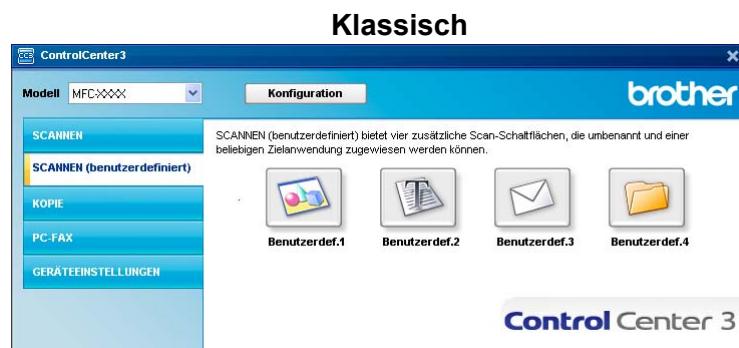 Klassisch
ControlCenter3
Modell MFC-XXXX Konfiguration brother
SCANNEN
SCANNEN (benutzerdefiniert)
KOPIE
PC-FAX
GERÄTEEINSTELLUNGEN
SCANNEN (benutzerdefiniert) bietet vier zusätzliche Scan-Schaltflächen, die umbenannt und einer
beliebigen Zielanwendung zugewiesen werden können.
Benutzerdef.1 Benutzerdef.2 Benutzerdef.3 Benutzerdef.4
Control Center 3